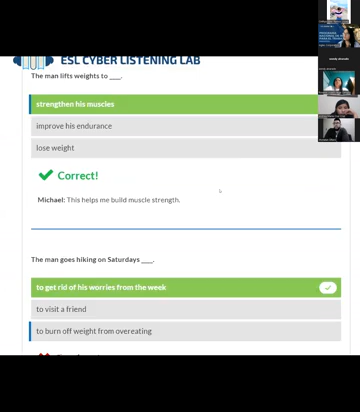 ESL CYBER LISTENING LAB
The man lifts weights to ____.
strengthen his muscles
improve his endurance
lose weight
Correct!
Michael: This helps me build muscle strength.
The man goes hiking on Saturdays ____.
to get rid of his worries from the week
to visit a friend
to burn off weight from overeating